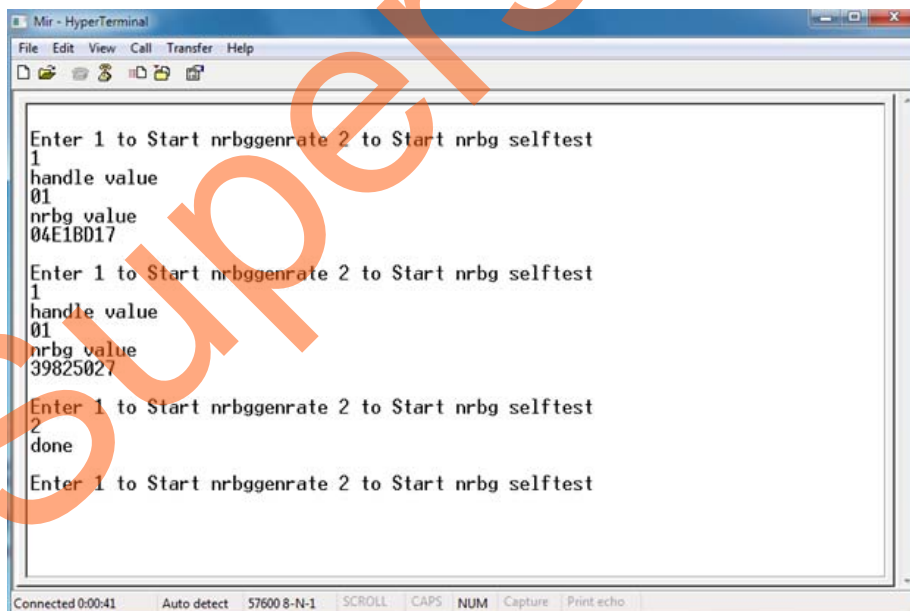 Mir - HyperTerminal
File Edit View Call Transfer Help
Enter 1 to Start nrbggenrate 2 to Start nrbg selftest
1
handle value
01
nrbg value
04E1BD17
Enter 1 to Start nrbggenrate 2 to Start nrbg selftest
1
handle value
01
nrbg value
39825027
Enter 1 to Start nrbggenrate 2 to Start nrbg selftest
2
done
Enter 1 to Start nrbggenrate 2 to Start nrbg selftest
Connected 0:00:41 Auto detect 57600 8-N-1 SCROLL CAPS NUM Capture Print echo
Supers